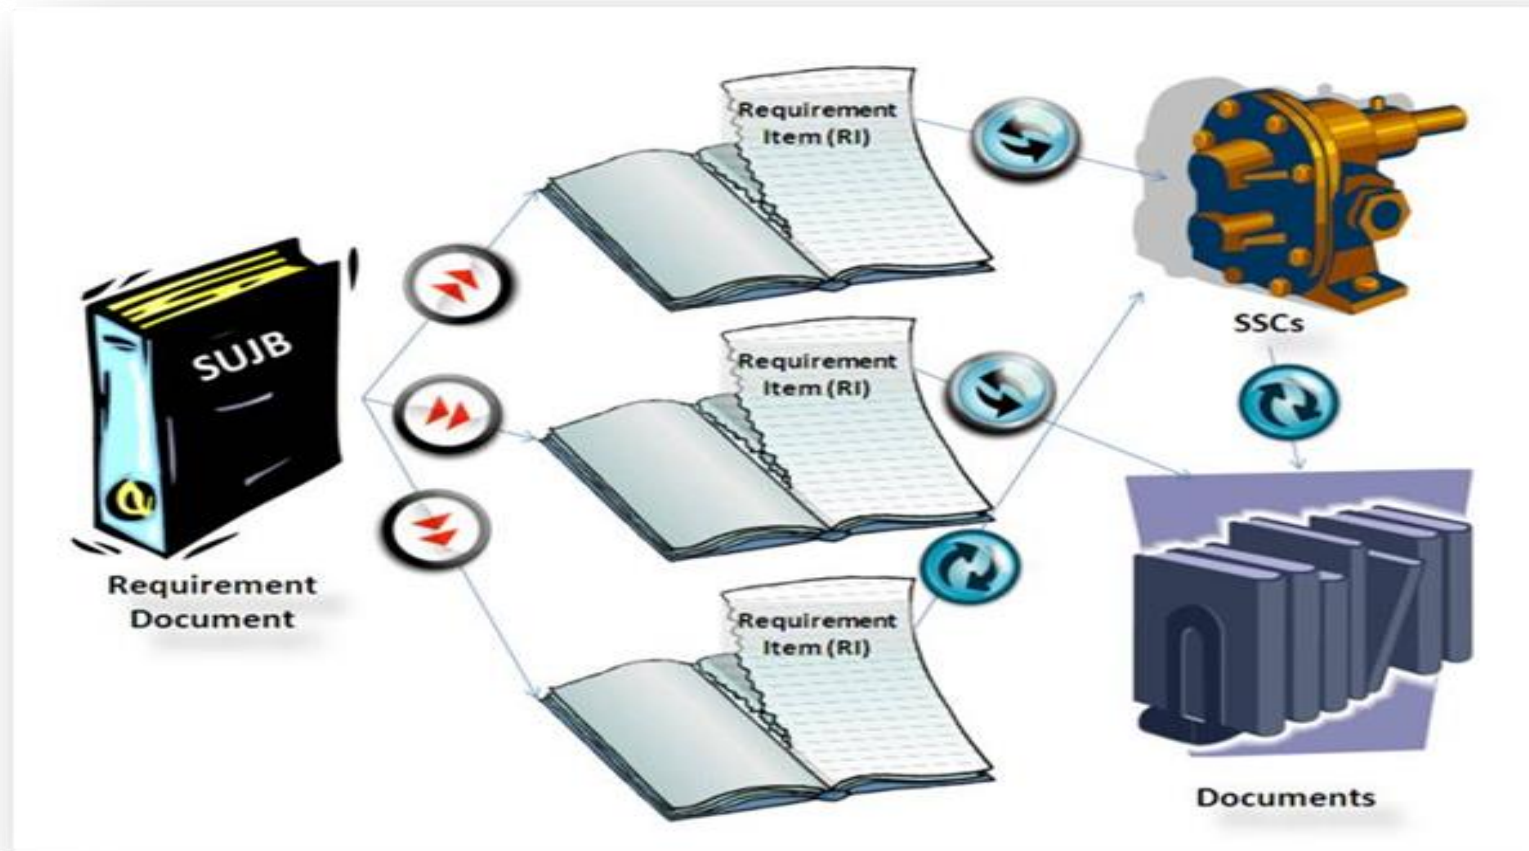 SUJB
Requirement
Document
Requirement
Item (RI)
Requirement
Item (RI)
Requirement
Item (RI)
SSCs
Documents